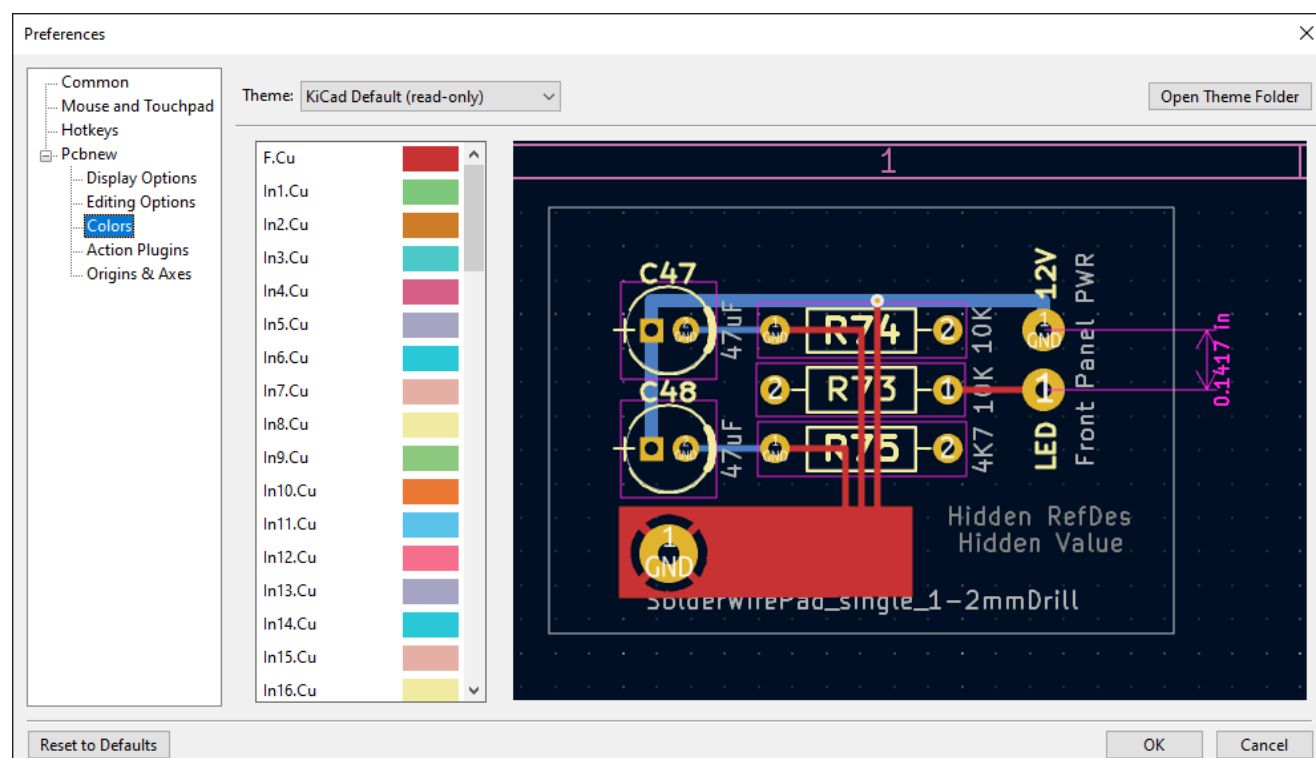 Preferences
Common
Mouse and Touchpad
Hotkeys
Pcbnew
Display Options
Editing Options
Colors
Action Plugins
Origins & Axes
Theme: KiCad Default (read-only)
Open Theme Folder
F.Cu
In1.Cu
In2.Cu
In3.Cu
In4.Cu
In5.Cu
In6.Cu
In7.Cu
In8.Cu
In9.Cu
In10.Cu
In11.Cu
In12.Cu
In13.Cu
In14.Cu
In15.Cu
In16.Cu
1
C47
47uF
2
GND
1
GND
R74
2
10K
12V
1
GND
Front Panel PWR
0.1417 in
2
R73
1
10K
1
LED
C48
47uF
2
GND
1
GND
R75
2
4K7
1
GND
Hidden RefDes
Hidden Value
SolderWirePad_single_1-2mmDrill
Reset to Defaults
OK
Cancel